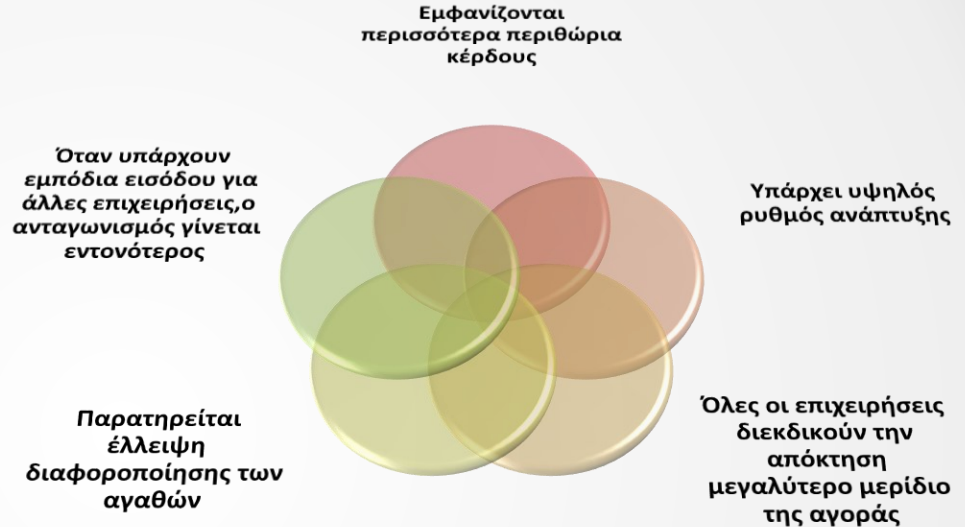 Εμφανίζονται
περισσότερα περιθώρια
κέρδους
Όταν υπάρχουν
εμπόδια εισόδου για
άλλες επιχειρήσεις,ο
ανταγωνισμός γίνεται
εντονότερος
Υπάρχει υψηλός
ρυθμός ανάπτυξης
Παρατηρείται
έλλειψη
διαφοροποίησης των
αγαθών
Όλες οι επιχειρήσεις
διεκδικούν την
απόκτηση
μεγαλύτερο μερίδιο
της αγοράς